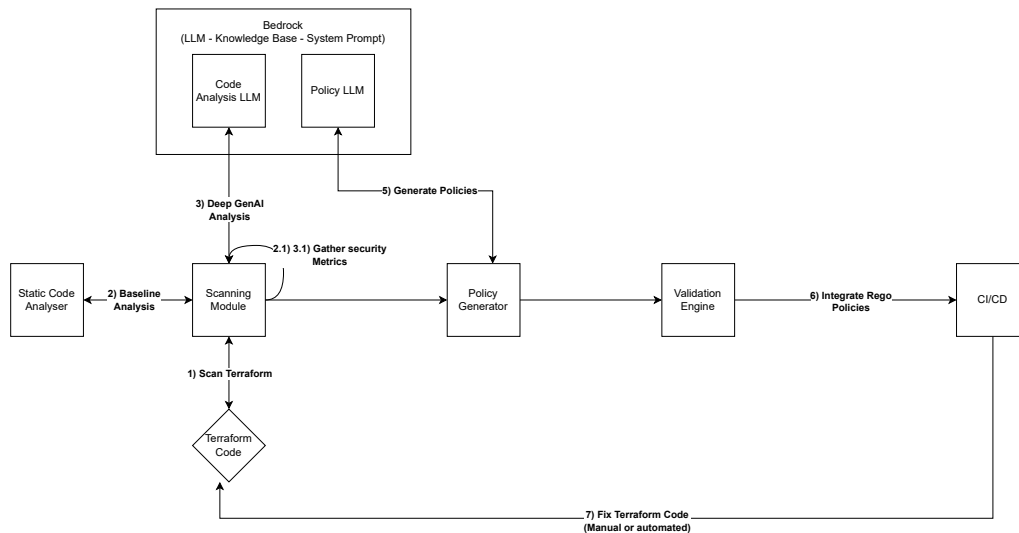 Bedrock
(LLM - Knowledge Base - System Prompt)
Code
Analysis LLM
Policy LLM
3) Deep GenAI
Analysis
5) Generate Policies
2.1) 3.1) Gather security
Metrics
Static Code
Analyser
2) Baseline
Analysis
Scanning
Module
Policy
Generator
Validation
Engine
6) Integrate Rego
Policies
CI/CD
1) Scan Terraform
Terraform
Code
7) Fix Terraform Code
(Manual or automated)